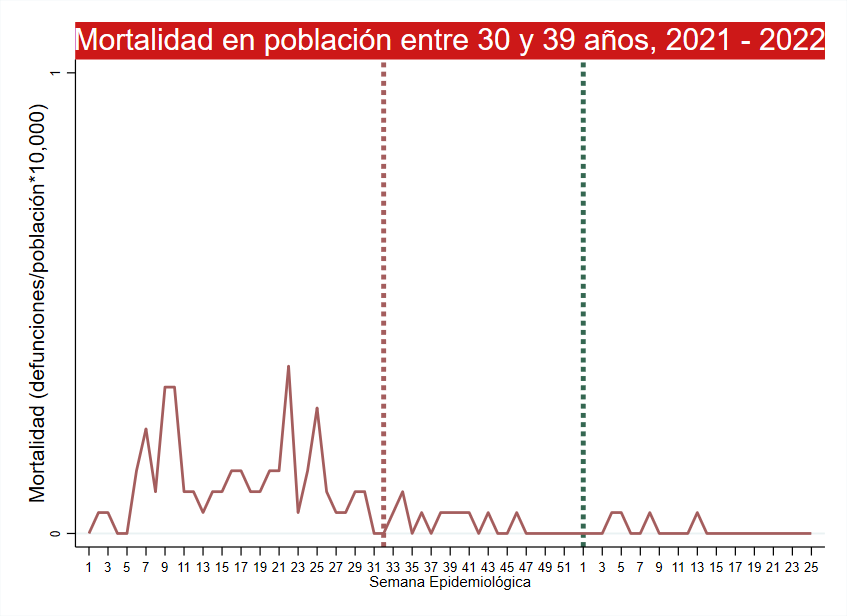 Mortalidad en población entre 30 y 39 años, 2021 - 2022
Mortalidad (defunciones/población*10,000)
1
0
1 3 5 7 9 11 13 15 17 19 21 23 25 27 29 31 33 35 37 39 41 43 45 47 49 51 1 3 5 7 9 11 13 15 17 19 21 23 25
Semana Epidemiológica